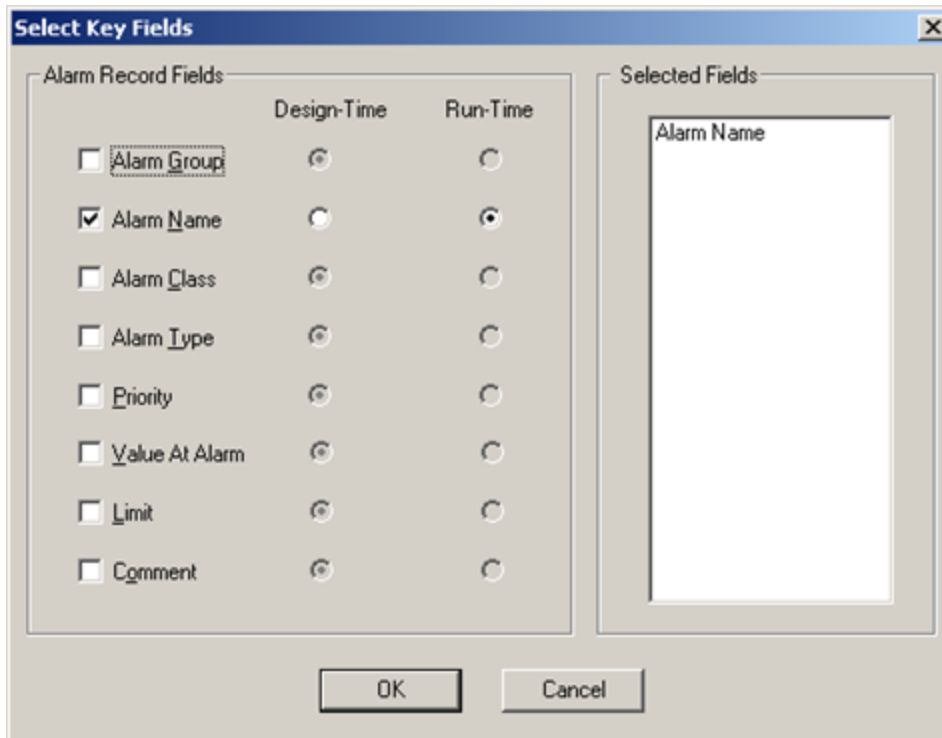 Select Key Fields
Alarm Record Fields
Design-Time Run-Time
Alarm Group
Alarm Name
Alarm Class
Alarm Type
Priority
Value At Alarm
Limit
Comment
Selected Fields
Alarm Name
OK Cancel